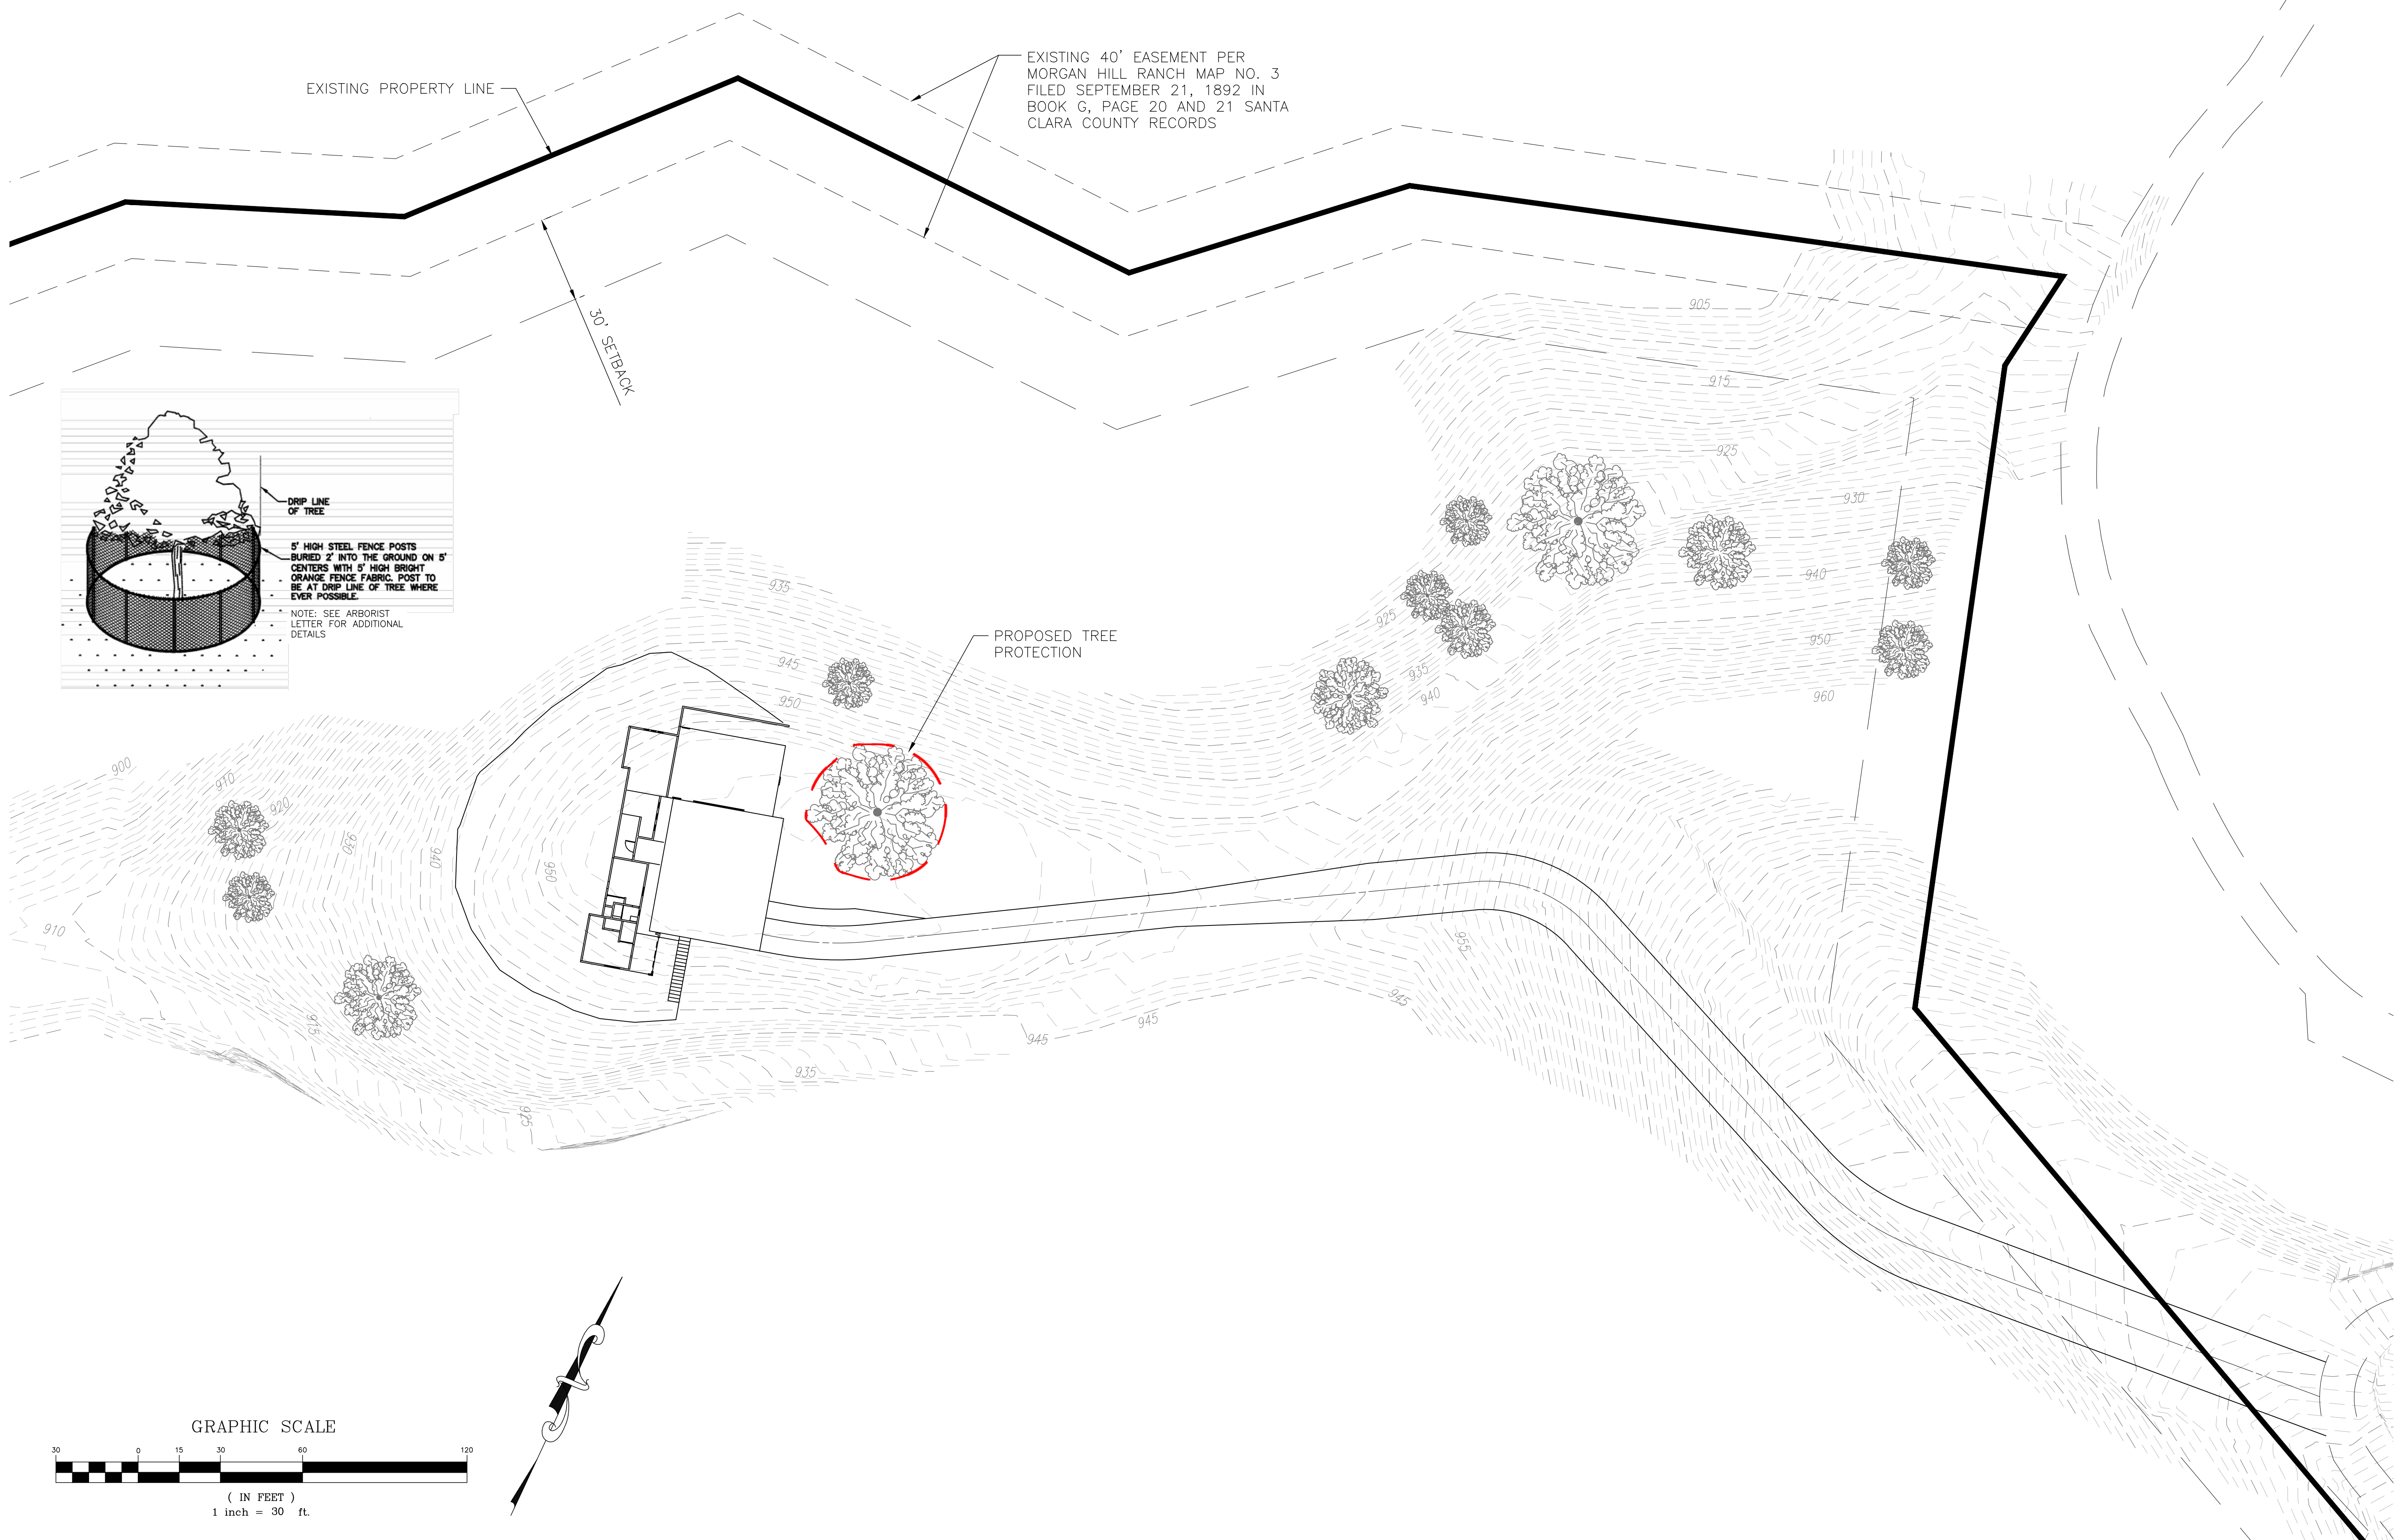 EXISTING 40' EASEMENT PER
MORGAN HILL RANCH MAP NO. 3
FILED SEPTEMBER 21, 1892 IN
BOOK G, PAGE 20 AND 21 SANTA
CLARA COUNTY RECORDS
EXISTING PROPERTY LINE
30' SETBACK
DRIP LINE
OF TREE
5' HIGH STEEL FENCE POSTS
BURIED 2' INTO THE GROUND ON 5'
CENTERS WITH 5' HIGH BRIGHT
ORANGE FENCE FABRIC. POST TO
BE AT DRIP LINE OF TREE WHERE
EVER POSSIBLE.
NOTE: SEE ARBORIST
LETTER FOR ADDITIONAL
DETAILS
PROPOSED TREE
PROTECTION
905
915
925
930
940
950
960
925
935
940
935
945
950
900
910
920
930
940
950
910
915
925
935
945
945
945
955
GRAPHIC SCALE
30 0 15 30 60 120
( IN FEET )
1 inch = 30 ft.